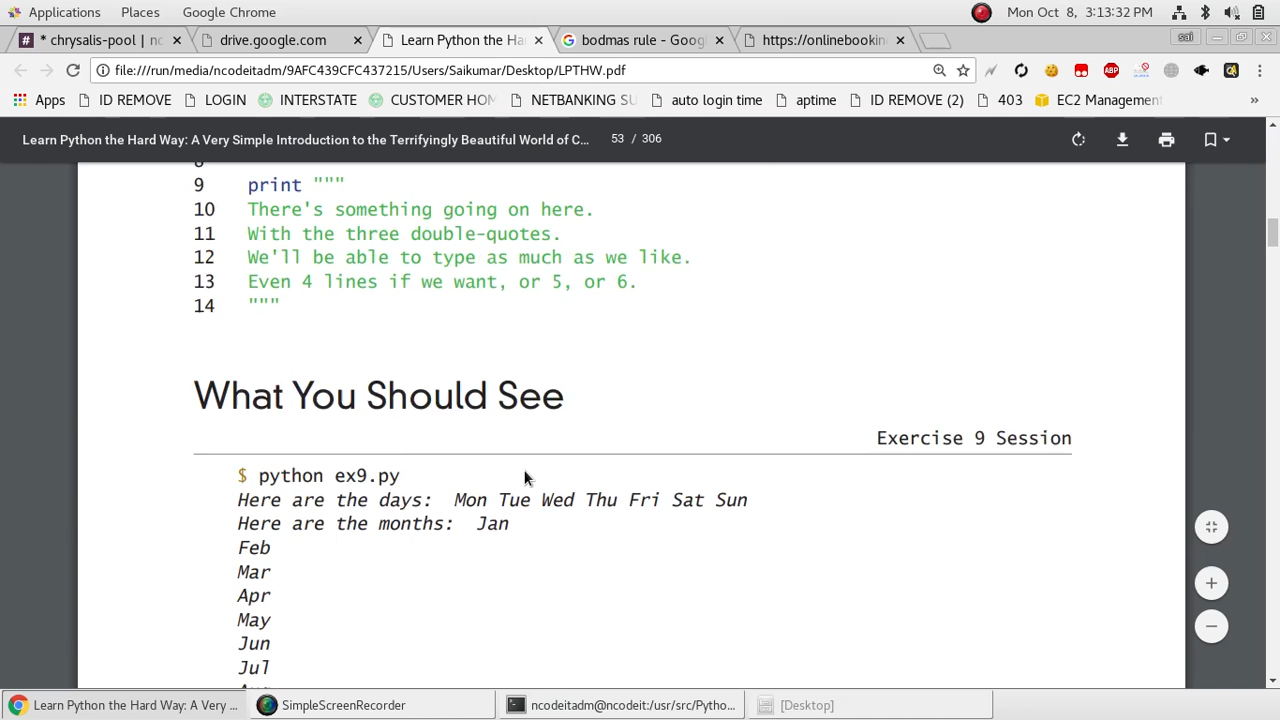 Applications Places Google Chrome Mon Oct 8, 3:13:32 PM
* chrysalis-pool | nc drive.google.com Learn Python the Ha bodmas rule - Goog https://onlinebookin sai
file:///run/media/ncodeitadm/9AFC439CFC437215/Users/Saikumar/Desktop/LPTHW.pdf ABP
Apps ID REMOVE LOGIN INTERSTATE CUSTOMER HOM NETBANKING SU auto login time aptime ID REMOVE (2) 403 EC2 Management »
Learn Python the Hard Way: A Very Simple Introduction to the Terrifyingly Beautiful World of C... 53 / 306
9 print """
10 There's something going on here.
11 With the three double-quotes.
12 We'll be able to type as much as we like.
13 Even 4 lines if we want, or 5, or 6.
14 """
What You Should See
Exercise 9 Session
$ python ex9.py
Here are the days: Mon Tue Wed Thu Fri Sat Sun
Here are the months: Jan
Feb
Mar
Apr
May
Jun
Jul
Learn Python the Hard Way: A Very ... SimpleScreenRecorder ncodeitadm@ncodeit:/usr/src/Pytho... [Desktop]